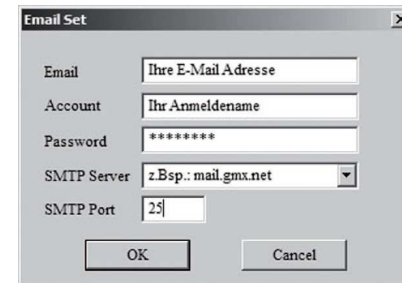 Email Set
Email Ihre E-Mail Adresse
Account Ihr Anmeldename
Password ********
SMTP Server z.Bsp.: mail.gmx.net
SMTP Port 25
OK Cancel